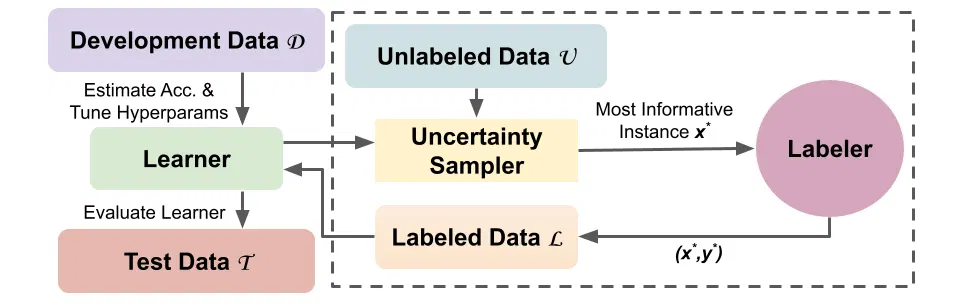 Development Data 𝒟
Estimate Acc. &
Tune Hyperparams
Learner
Evaluate Learner
Test Data 𝒯
Unlabeled Data 𝒰
Uncertainty
Sampler
Most Informative
Instance x*
Labeler
Labeled Data ℒ
(x*,y*)